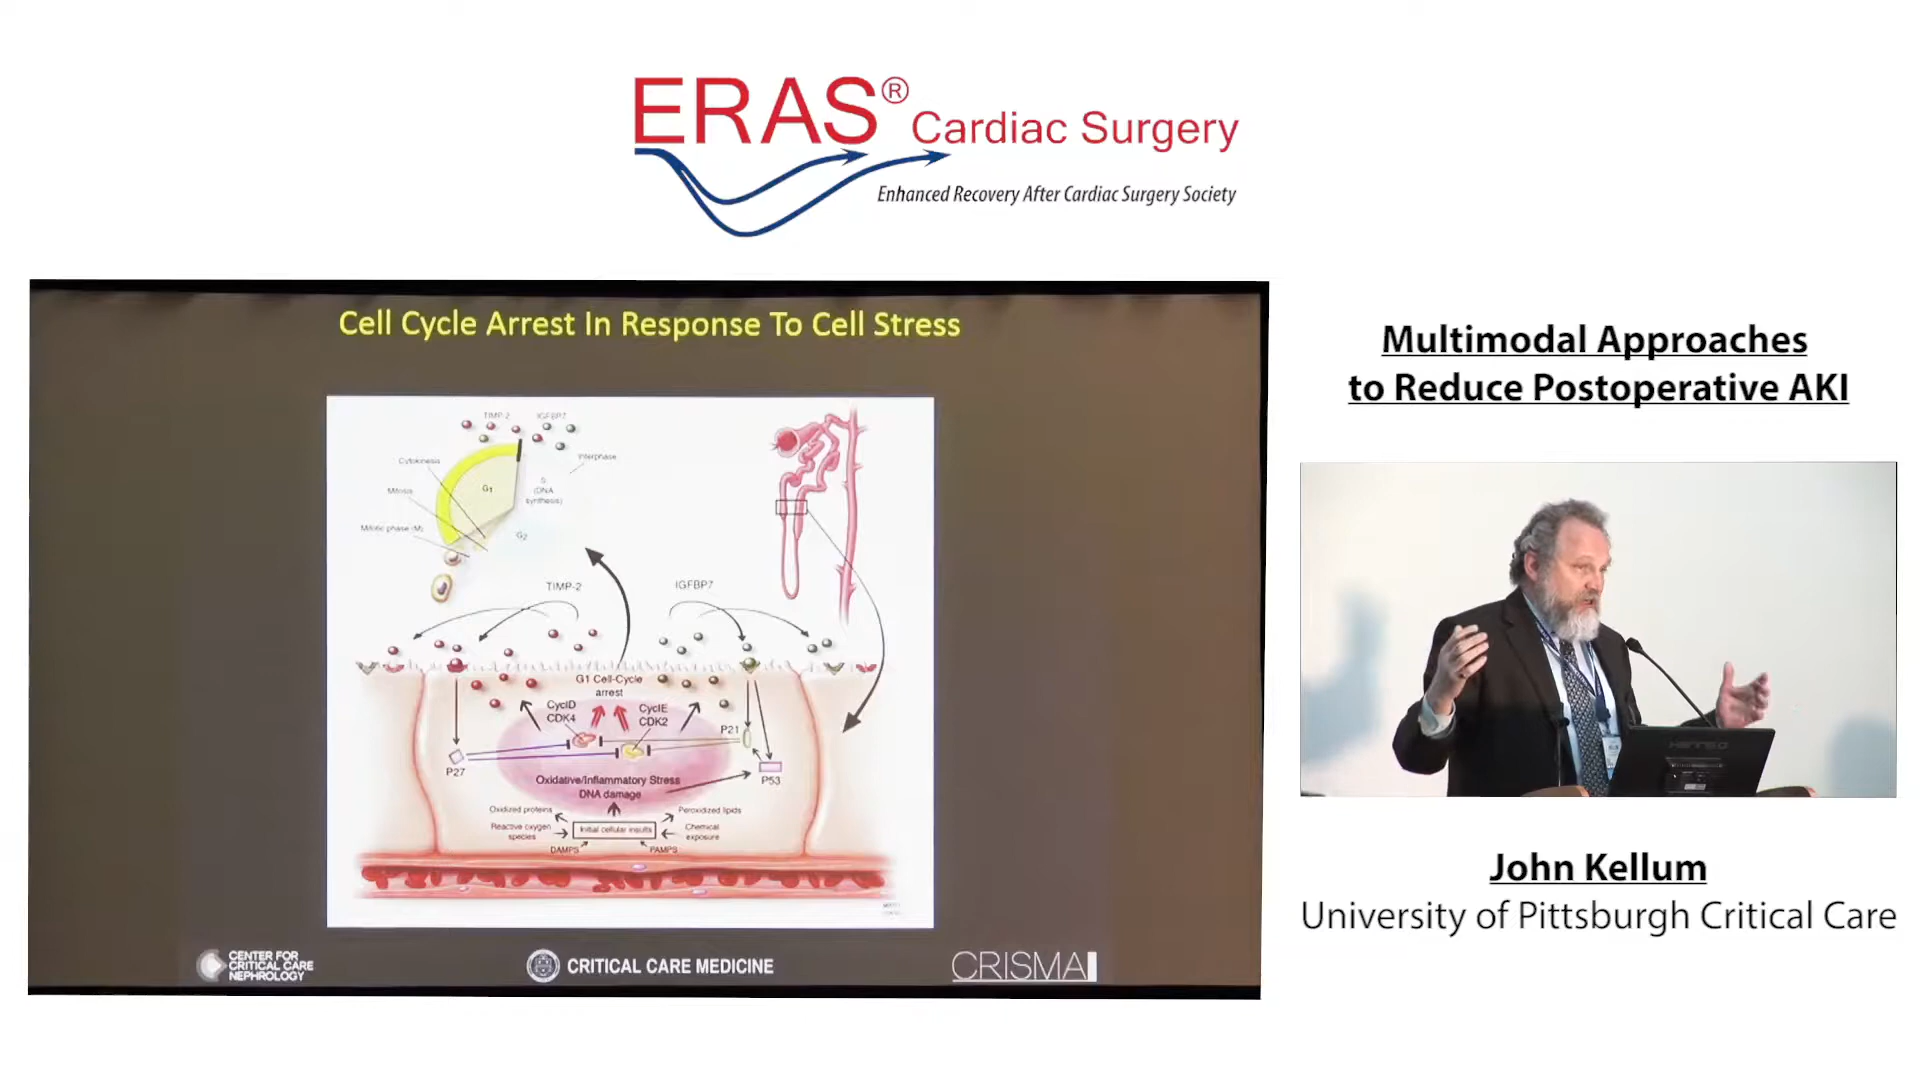 ERAS® Cardiac Surgery
Enhanced Recovery After Cardiac Surgery Society
Cell Cycle Arrest In Response To Cell Stress
TIMP-2 IGFBP7
Cytokinesis
Interphase
Mitosis
G1
S
(DNA
synthesis)
Mitotic phase (M)
G2
TIMP-2
IGFBP7
G1 Cell-Cycle
arrest
CyclD
CDK4
CyclE
CDK2
P21
P27
P53
Oxidative/Inflammatory Stress
DNA damage
Oxidized proteins
Peroxidized lipids
Reactive oxygen
species
Initial cellular insults
Chemical
exposure
DAMPS
PAMPS
CENTER FOR
CRITICAL CARE
NEPHROLOGY
CRITICAL CARE MEDICINE
CRISMA
Multimodal Approaches
to Reduce Postoperative AKI
John Kellum
University of Pittsburgh Critical Care